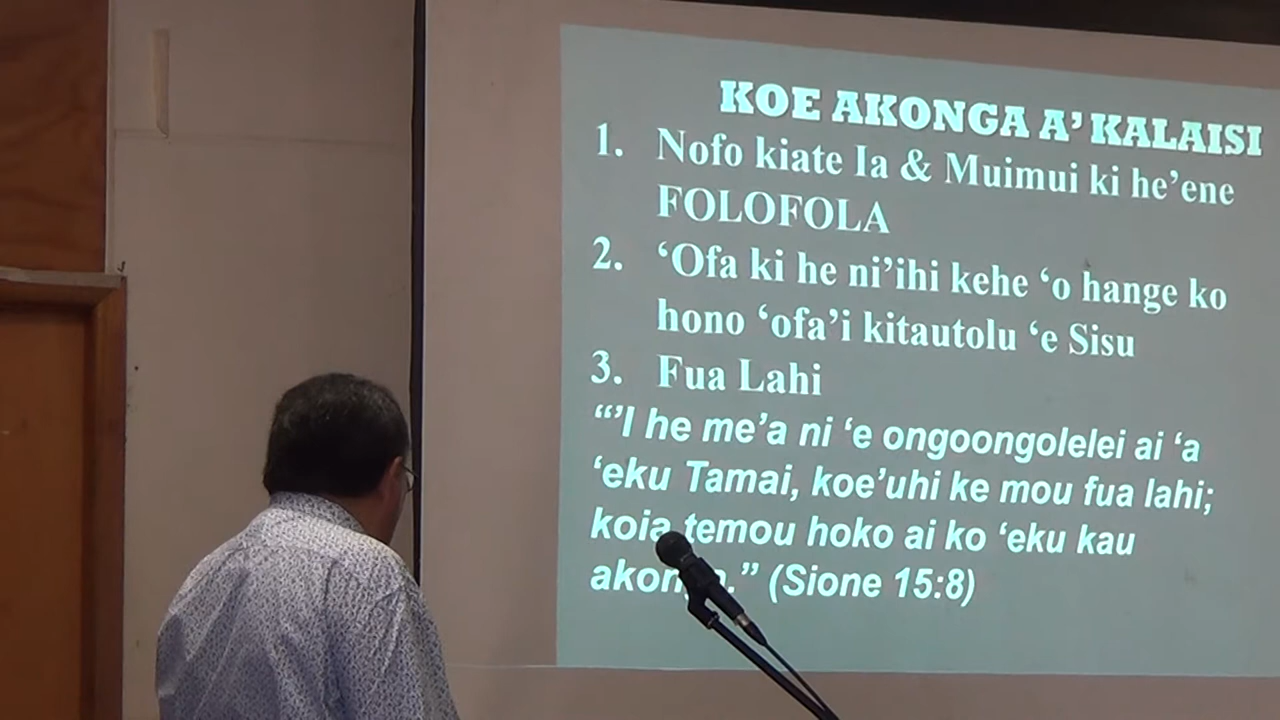 KOE AKONGA A’ KALAISI
1. Nofo kiate Ia & Muimui ki he’ene
FOLOFOLA
2. ‘Ofa ki he ni’ihi kehe ‘o hange ko
hono ‘ofa’i kitautolu ‘e Sisu
3. Fua Lahi
“’I he me’a ni ‘e ongoongolelei ai ‘a
‘eku Tamai, koe’uhi ke mou fua lahi;
koia temou hoko ai ko ‘eku kau
akonga.” (Sione 15:8)